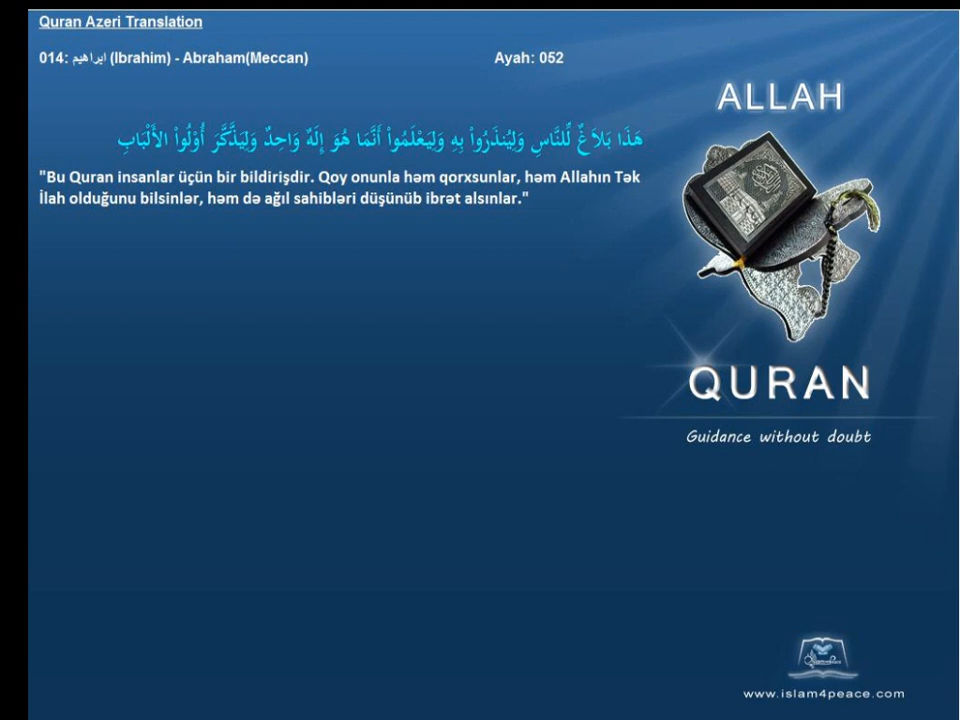 Quran Azeri Translation
014: ابراهيم (Ibrahim) - Abraham(Meccan) Ayah: 052
هَذَا بَلاَغٌ لِّلنَّاسِ وَلِيُنذَرُواْ بِهِ وَلِيَعْلَمُواْ أَنَّمَا هُوَ إِلَهٌ وَاحِدٌ وَلِيَذَّكَّرَ أُوْلُواْ الأَلْبَابِ
"Bu Quran insanlar üçün bir bildirişdir. Qoy onunla həm qorxsunlar, həm Allahın Tək
İlah olduğunu bilsinlər, həm də ağıl sahibləri düşünüb ibrət alsınlar."
ALLAH
QURAN
Guidance without doubt
www.islam4peace.com